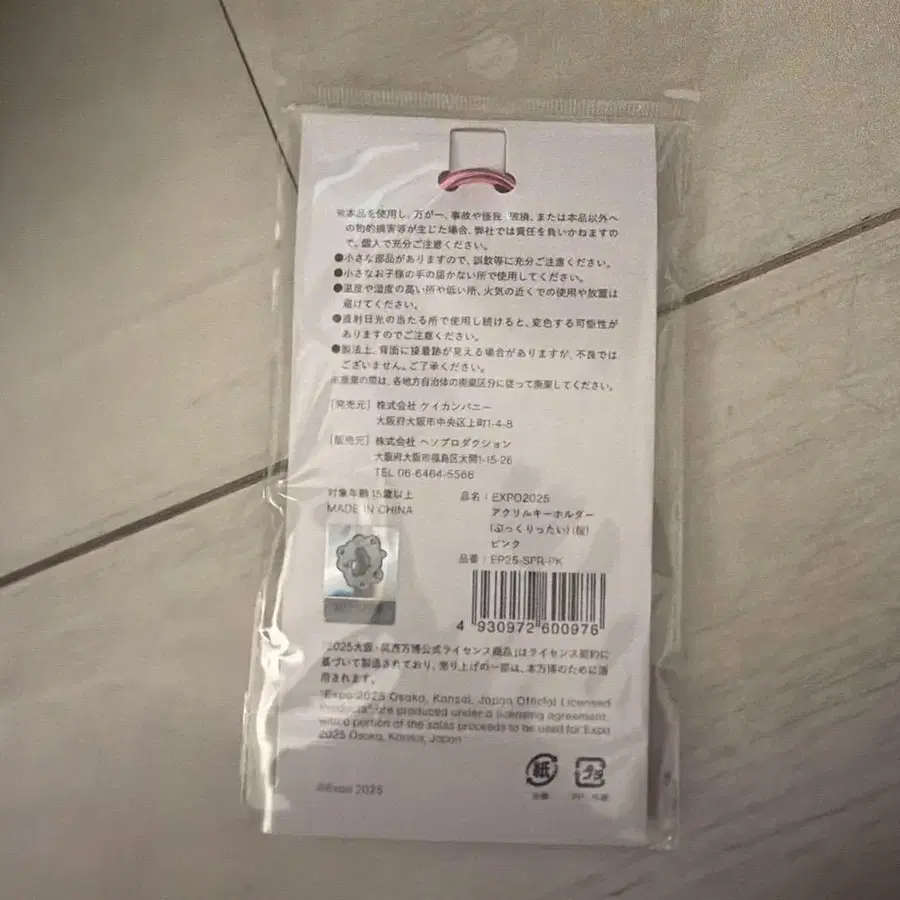 ※本品を使用し、万が一、事故や怪我、破損、または本品以外へ
の物的損害等が生じた場合、弊社では責任を負いかねますの
で、個人で充分ご注意ください。
●小さな部品がありますので、誤飲等に充分ご注意ください。
●小さなお子様の手の届かない所で使用してください。
●温度や湿度の高い所や低い所、火気の近くでの使用や放置は
避けてください。
●直射日光の当たる所で使用し続けると、変色する可能性が
ありますのでご注意ください。
●製法上、背面に接着跡が見える場合がありますが、不良では
ございません。ご了承ください。
※廃棄の際は、各地方自治体の廃棄区分に従って廃棄してください。
[発売元] 株式会社 ケイカンパニー
大阪府大阪市中央区上町1-4-8
[販売元] 株式会社 ヘソプロダクション
大阪府大阪市福島区大開1-15-26
TEL 06-6464-5566
対象年齢15歳以上
MADE IN CHINA
品名：EXPO2025
アクリルキーホルダー
(ぷっくりったい)(桜)
ピンク
品番：EP25-SPR-PK
4 930972 600976
「2025大阪・関西万博公式ライセンス商品」はライセンス契約に
基づいて製造されており、売り上げの一部は、本万博のために活
用されます。
"Expo 2025 Osaka, Kansai, Japan Official Licensed
Products" are produced under a licensing agreement,
with a portion of the sales proceeds to be used for Expo
2025 Osaka, Kansai, Japan
紙
プラ
©Expo 2025